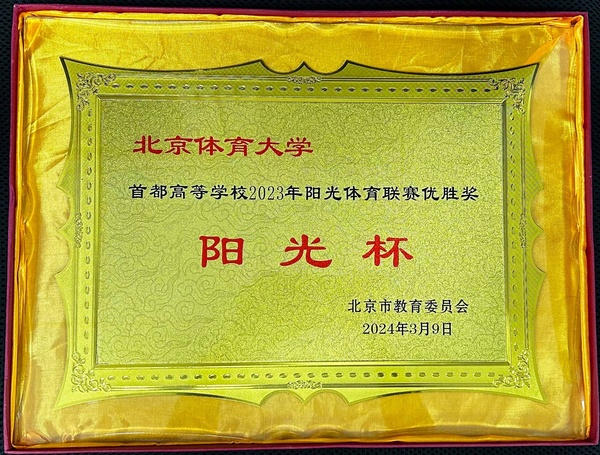 北京体育大学
首都高等学校2023年阳光体育联赛优胜奖
阳光杯
北京市教育委员会
2024年3月9日